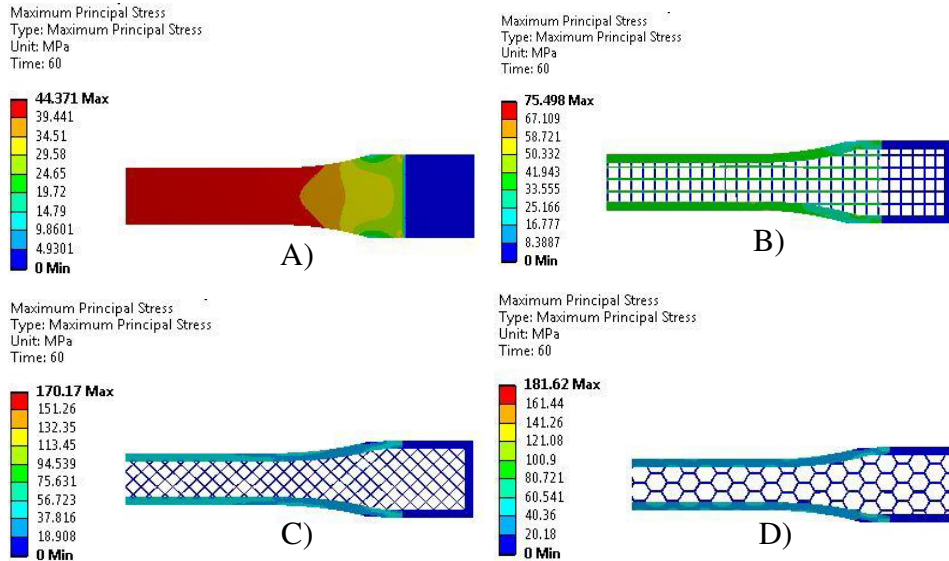 Maximum Principal Stress
Type: Maximum Principal Stress
Unit: MPa
Time: 60
44.371 Max
39.441
34.51
29.58
24.65
19.72
14.79
9.8601
4.9301
0 Min
A)
Maximum Principal Stress
Type: Maximum Principal Stress
Unit: MPa
Time: 60
75.498 Max
67.109
58.721
50.332
41.943
33.555
25.166
16.777
8.3887
0 Min
B)
Maximum Principal Stress
Type: Maximum Principal Stress
Unit: MPa
Time: 60
170.17 Max
151.26
132.35
113.45
94.539
75.631
56.723
37.816
18.908
0 Min
C)
Maximum Principal Stress
Type: Maximum Principal Stress
Unit: MPa
Time: 60
181.62 Max
161.44
141.26
121.08
100.9
80.721
60.541
40.36
20.18
0 Min
D)